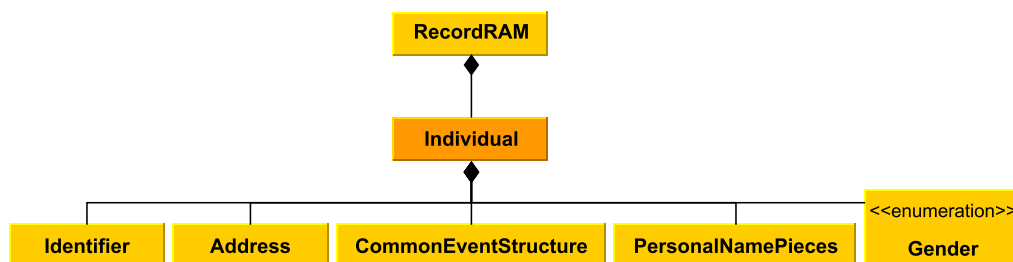 RecordRAM
Individual
<<enumeration>>
Identifier
Address
CommonEventStructure
PersonalNamePieces
Gender